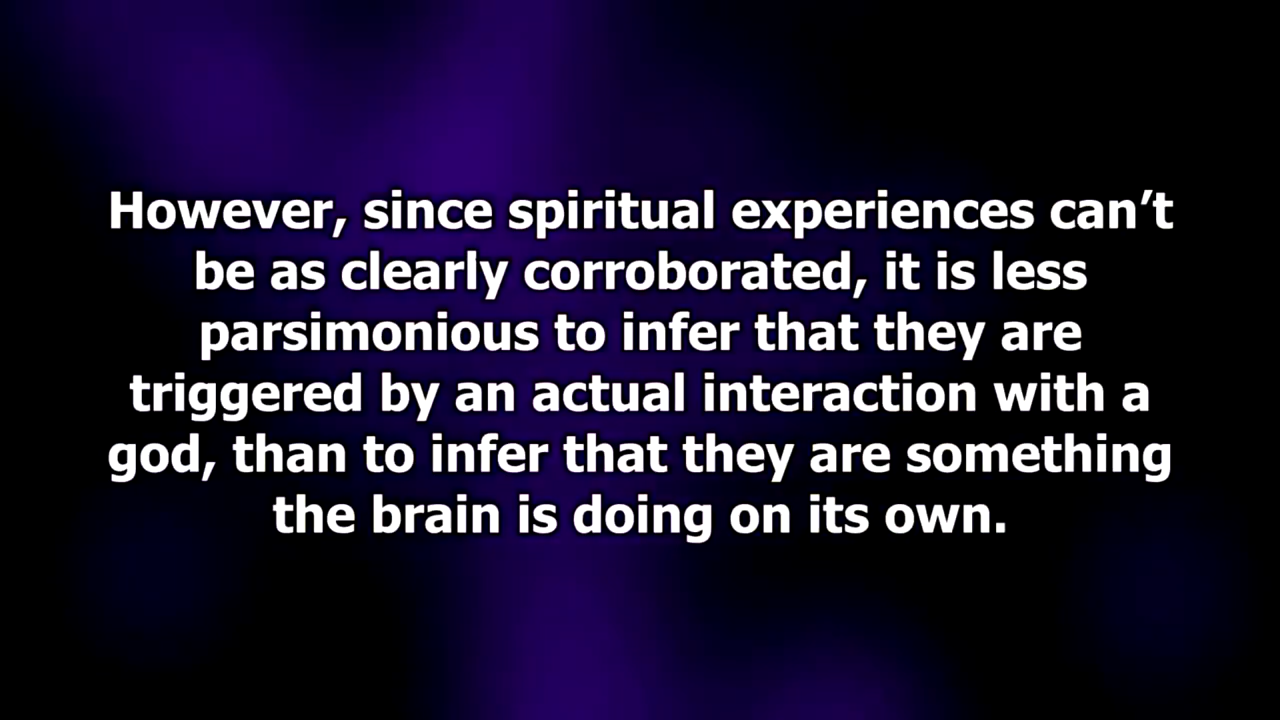 However, since spiritual experiences can’t
be as clearly corroborated, it is less
parsimonious to infer that they are
triggered by an actual interaction with a
god, than to infer that they are something
the brain is doing on its own.